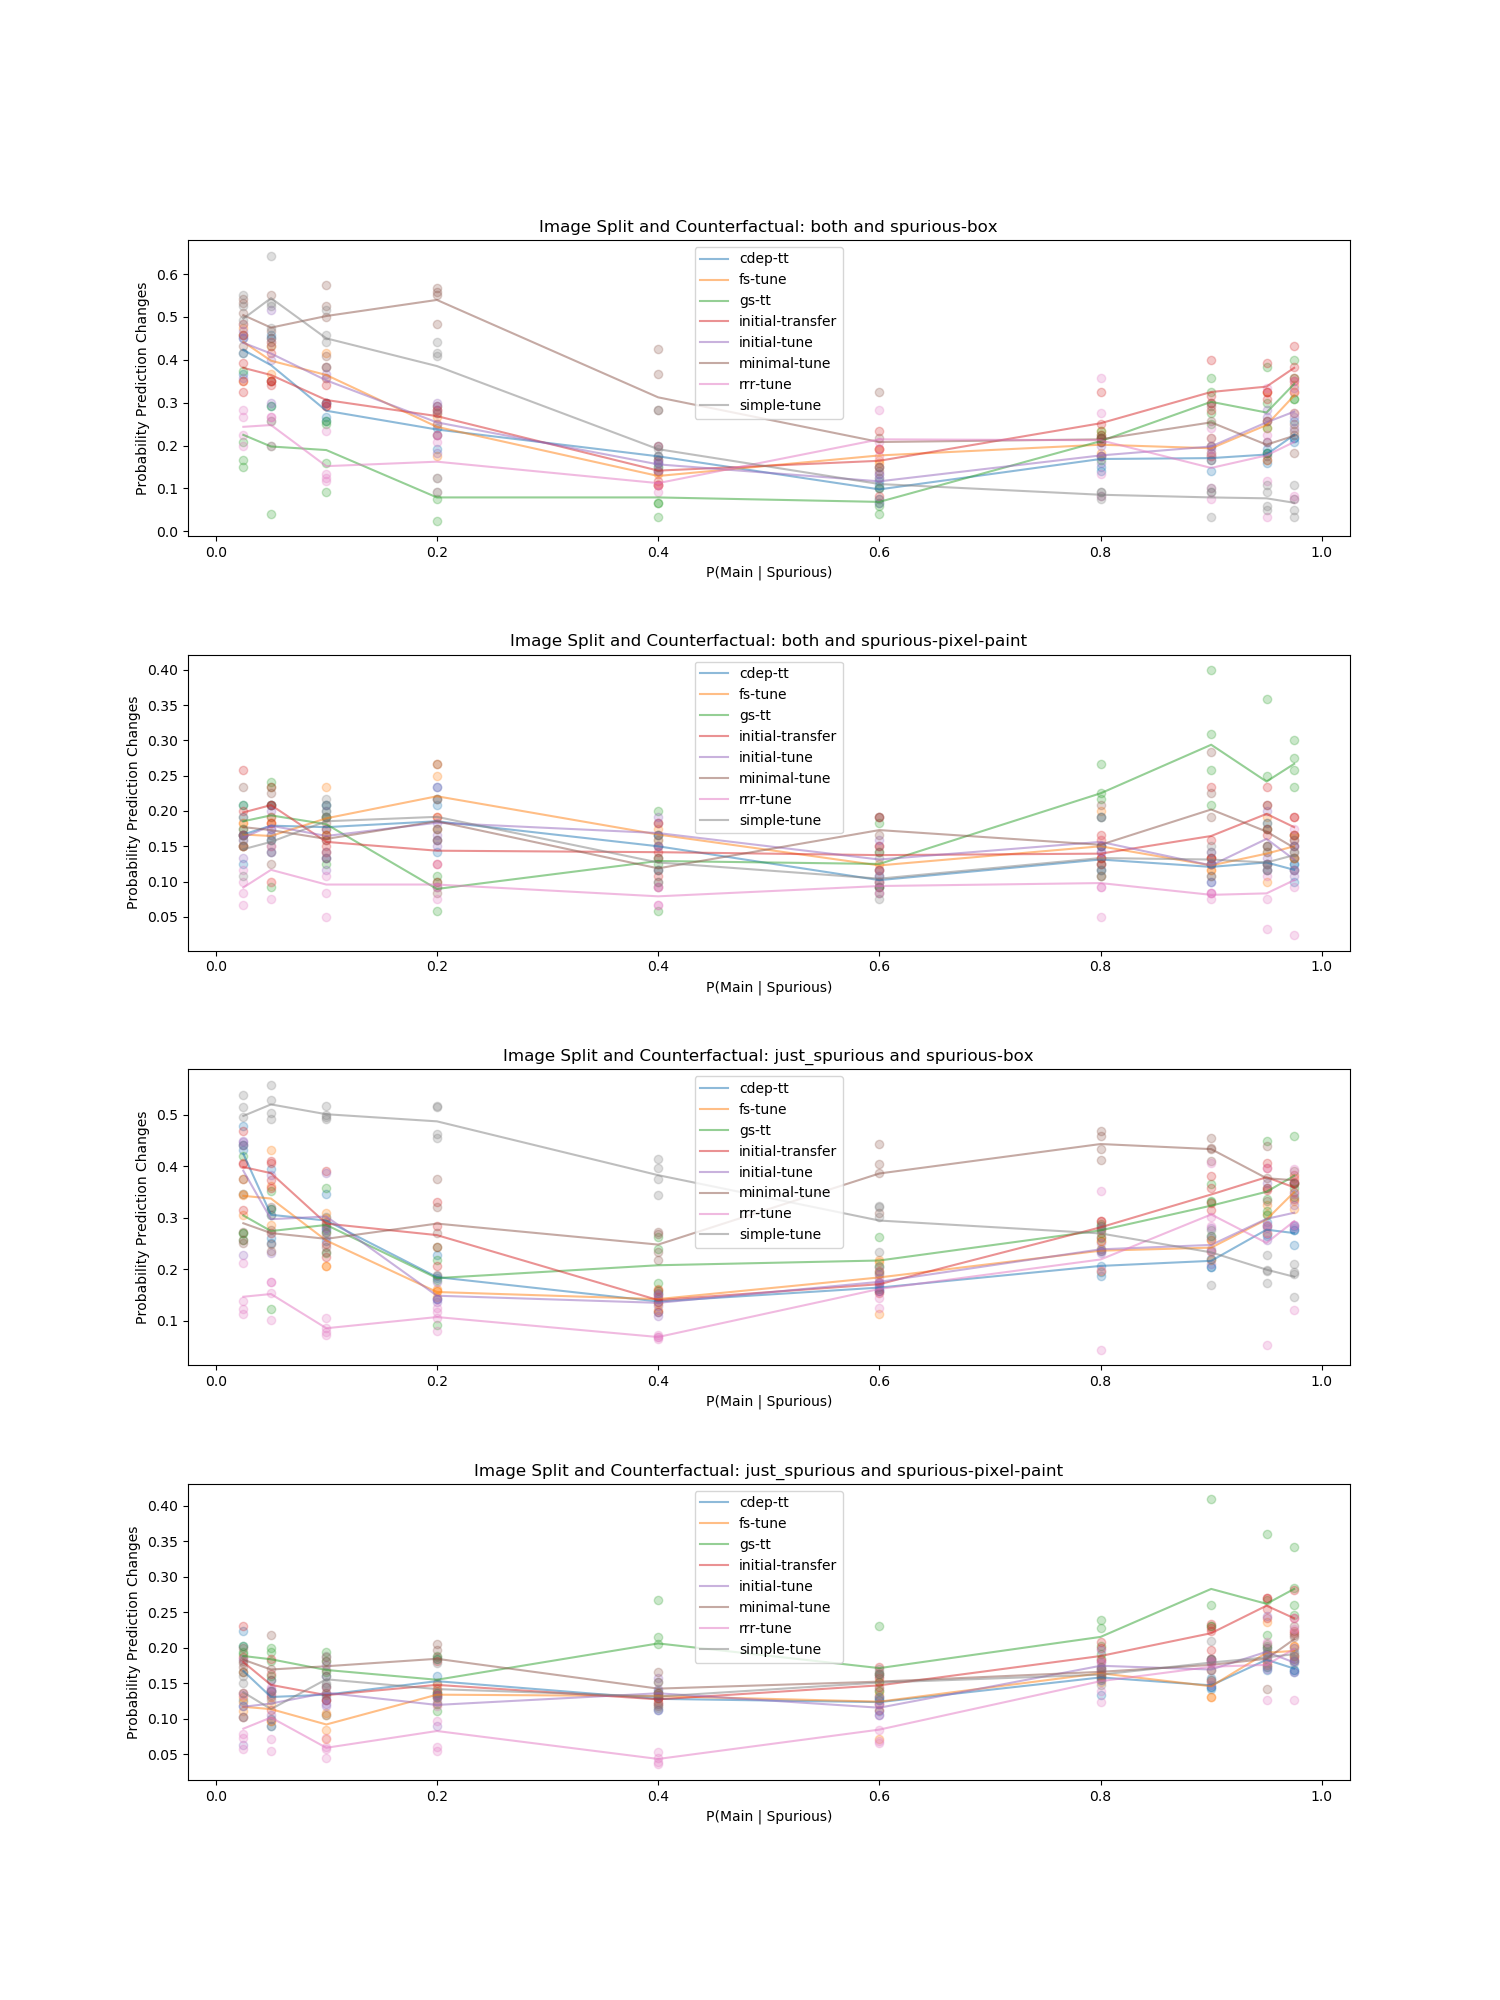 Image Split and Counterfactual: both and spurious-box
Probability Prediction Changes
0.6
0.5
0.4
0.3
0.2
0.1
0.0
cdep-tt
fs-tune
gs-tt
initial-transfer
initial-tune
minimal-tune
rrr-tune
simple-tune
0.0 0.2 0.4 0.6 0.8 1.0
P(Main | Spurious)
Image Split and Counterfactual: both and spurious-pixel-paint
Probability Prediction Changes
0.40
0.35
0.30
0.25
0.20
0.15
0.10
0.05
cdep-tt
fs-tune
gs-tt
initial-transfer
initial-tune
minimal-tune
rrr-tune
simple-tune
0.0 0.2 0.4 0.6 0.8 1.0
P(Main | Spurious)
Image Split and Counterfactual: just_spurious and spurious-box
Probability Prediction Changes
0.5
0.4
0.3
0.2
0.1
cdep-tt
fs-tune
gs-tt
initial-transfer
initial-tune
minimal-tune
rrr-tune
simple-tune
0.0 0.2 0.4 0.6 0.8 1.0
P(Main | Spurious)
Image Split and Counterfactual: just_spurious and spurious-pixel-paint
Probability Prediction Changes
0.40
0.35
0.30
0.25
0.20
0.15
0.10
0.05
cdep-tt
fs-tune
gs-tt
initial-transfer
initial-tune
minimal-tune
rrr-tune
simple-tune
0.0 0.2 0.4 0.6 0.8 1.0
P(Main | Spurious)